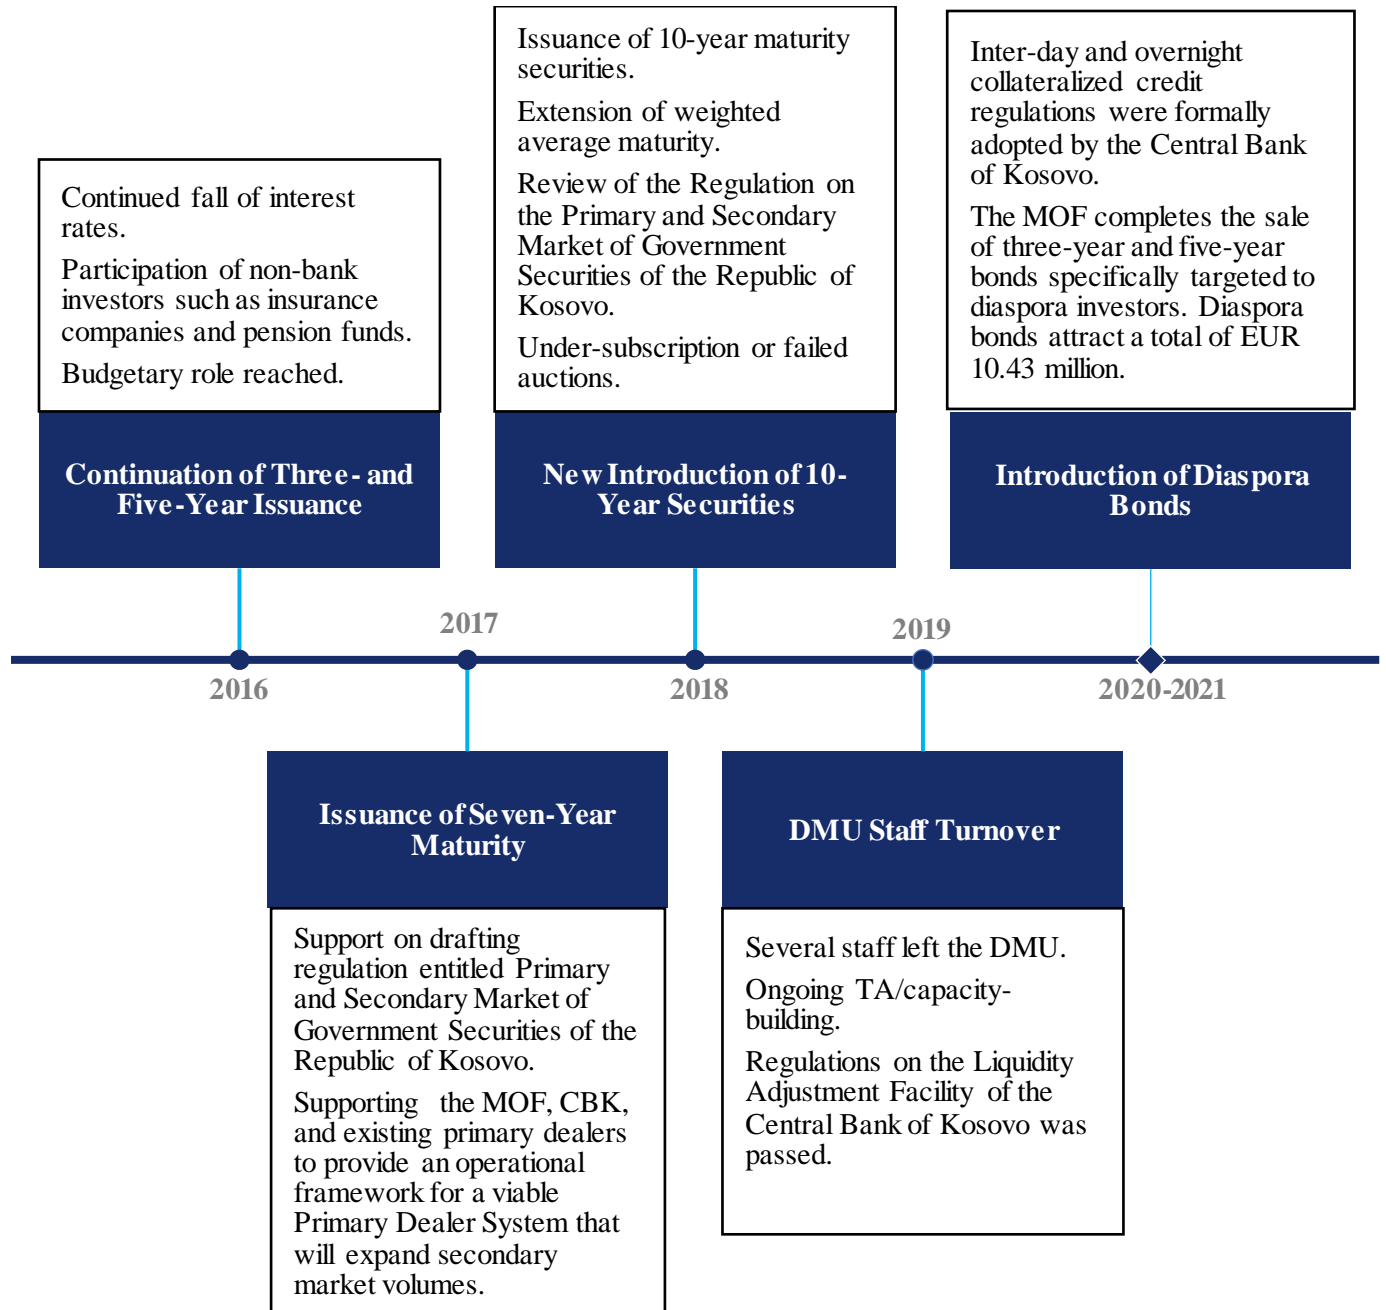 Continued fall of interest
rates.
Participation of non-bank
investors such as insurance
companies and pension funds.
Budgetary role reached.
Continuation of Three- and
Five-Year Issuance
2016
2017
Issuance of Seven-Year
Maturity
Support on drafting
regulation entitled Primary
and Secondary Market of
Government Securities of the
Republic of Kosovo.
Supporting the MOF, CBK,
and existing primary dealers
to provide an operational
framework for a viable
Primary Dealer System that
will expand secondary
market volumes.
Issuance of 10-year maturity
securities.
Extension of weighted
average maturity.
Review of the Regulation on
the Primary and Secondary
Market of Government
Securities of the Republic of
Kosovo.
Under-subscription or failed
auctions.
New Introduction of 10-
Year Securities
2018
2019
DMU Staff Turnover
Several staff left the DMU.
Ongoing TA/capacity-
building.
Regulations on the Liquidity
Adjustment Facility of the
Central Bank of Kosovo was
passed.
Inter-day and overnight
collateralized credit
regulations were formally
adopted by the Central Bank
of Kosovo.
The MOF completes the sale
of three-year and five-year
bonds specifically targeted to
diaspora investors. Diaspora
bonds attract a total of EUR
10.43 million.
Introduction of Diaspora
Bonds
2020-2021